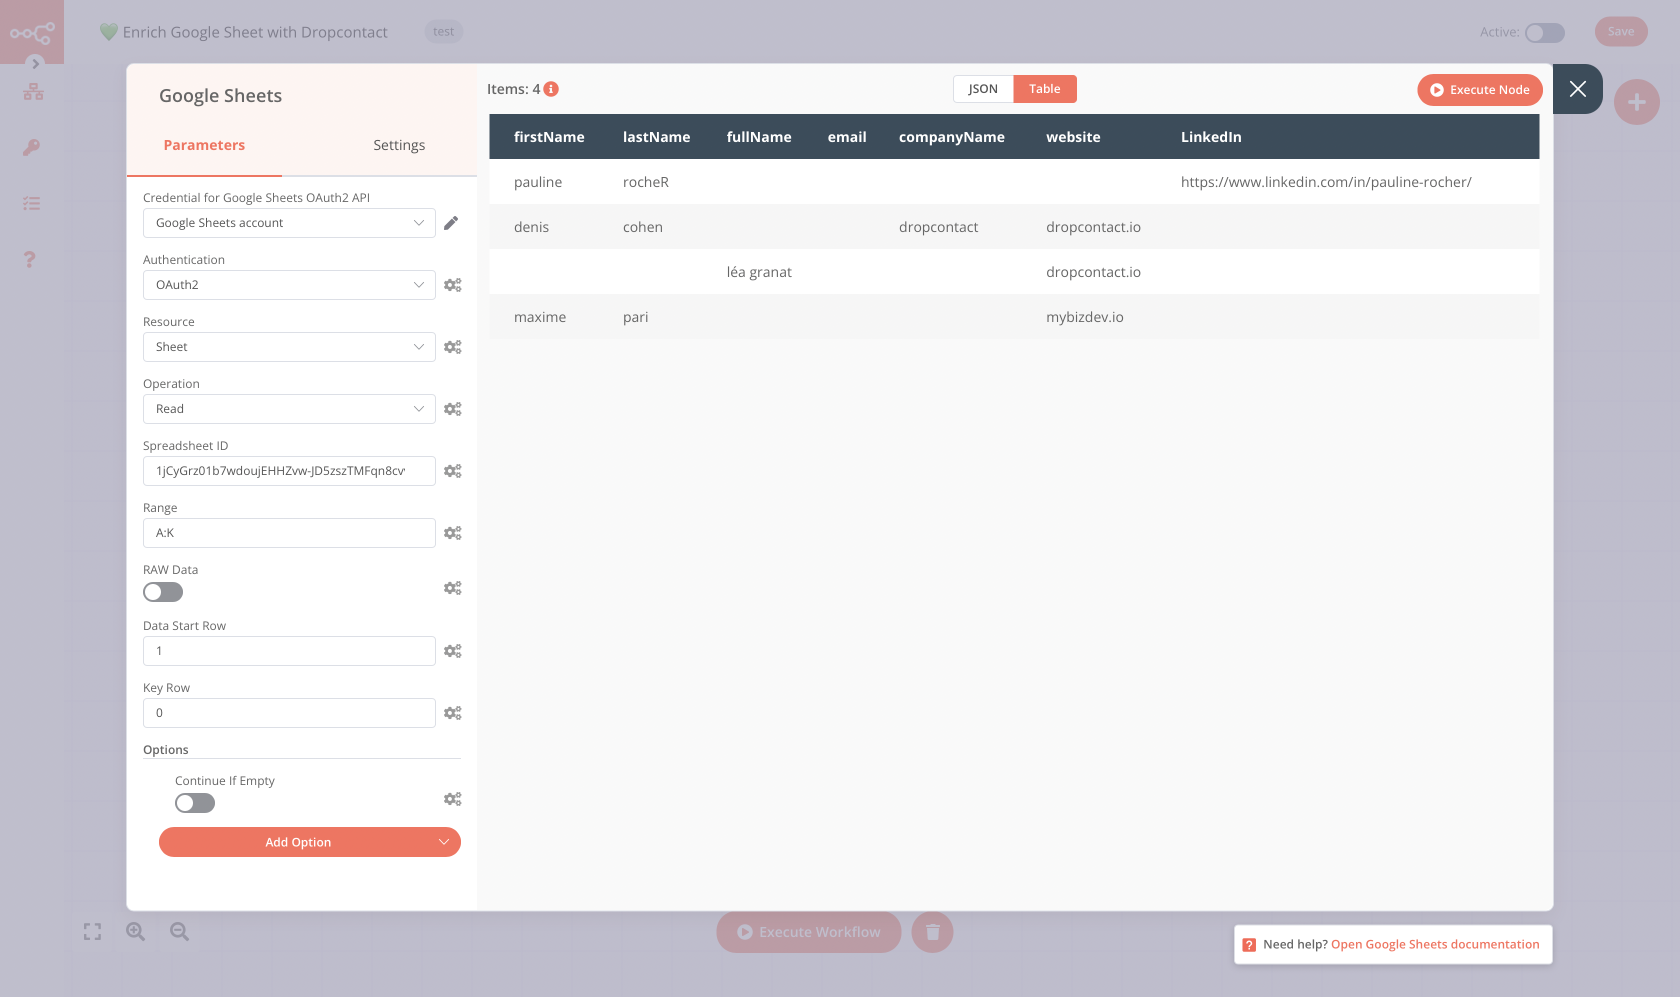 💚 Enrich Google Sheet with Dropcontact
test
Active:
Save
Google Sheets
Parameters
Settings
Credential for Google Sheets OAuth2 API
Google Sheets account
Authentication
OAuth2
Resource
Sheet
Operation
Read
Spreadsheet ID
1jCyGrz01b7wdoujEHHZvw-JD5zszTMFqn8cv
Range
A:K
RAW Data
Data Start Row
1
Key Row
0
Options
Continue If Empty
Add Option
Items: 4
JSON
Table
Execute Node
firstName lastName fullName email companyName website LinkedIn
pauline rocheR https://www.linkedin.com/in/pauline-rocher/
denis cohen dropcontact dropcontact.io
léa granat dropcontact.io
maxime pari mybizdev.io
Execute Workflow
Need help? Open Google Sheets documentation